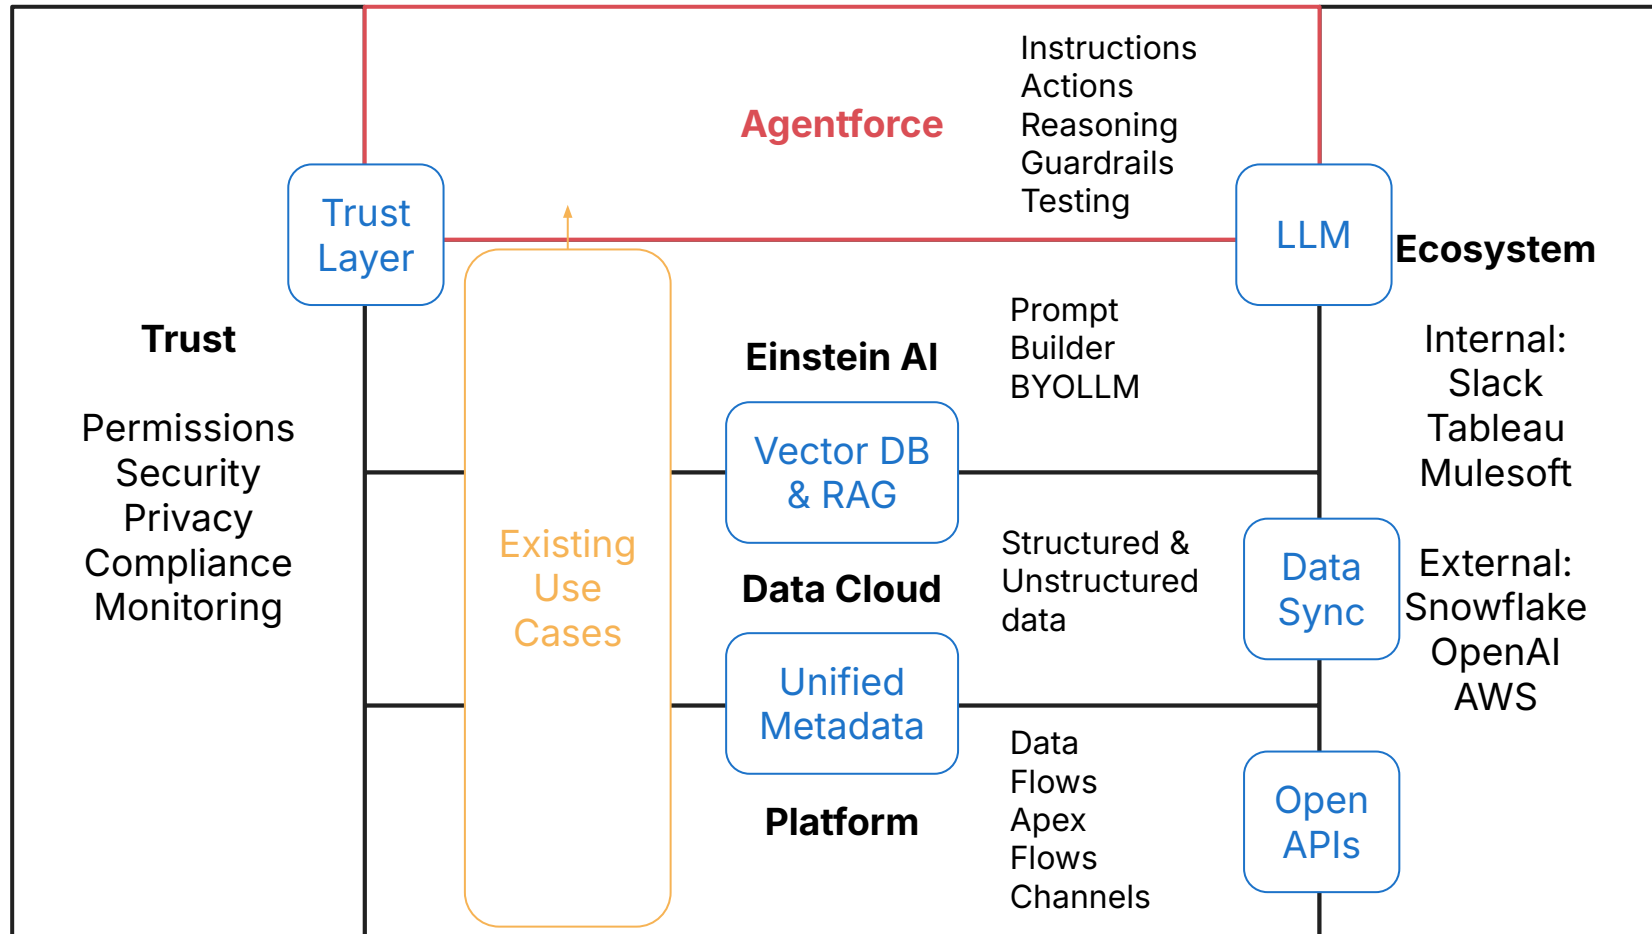 Agentforce
Instructions
Actions
Reasoning
Guardrails
Testing
Trust
Layer
LLM
Trust
Permissions
Security
Privacy
Compliance
Monitoring
Existing
Use
Cases
Einstein AI
Prompt
Builder
BYOLLM
Vector DB
& RAG
Data Cloud
Structured &
Unstructured
data
Unified
Metadata
Platform
Data
Flows
Apex
Flows
Channels
Data
Sync
Open
APIs
Ecosystem
Internal:
Slack
Tableau
Mulesoft
External:
Snowflake
OpenAI
AWS